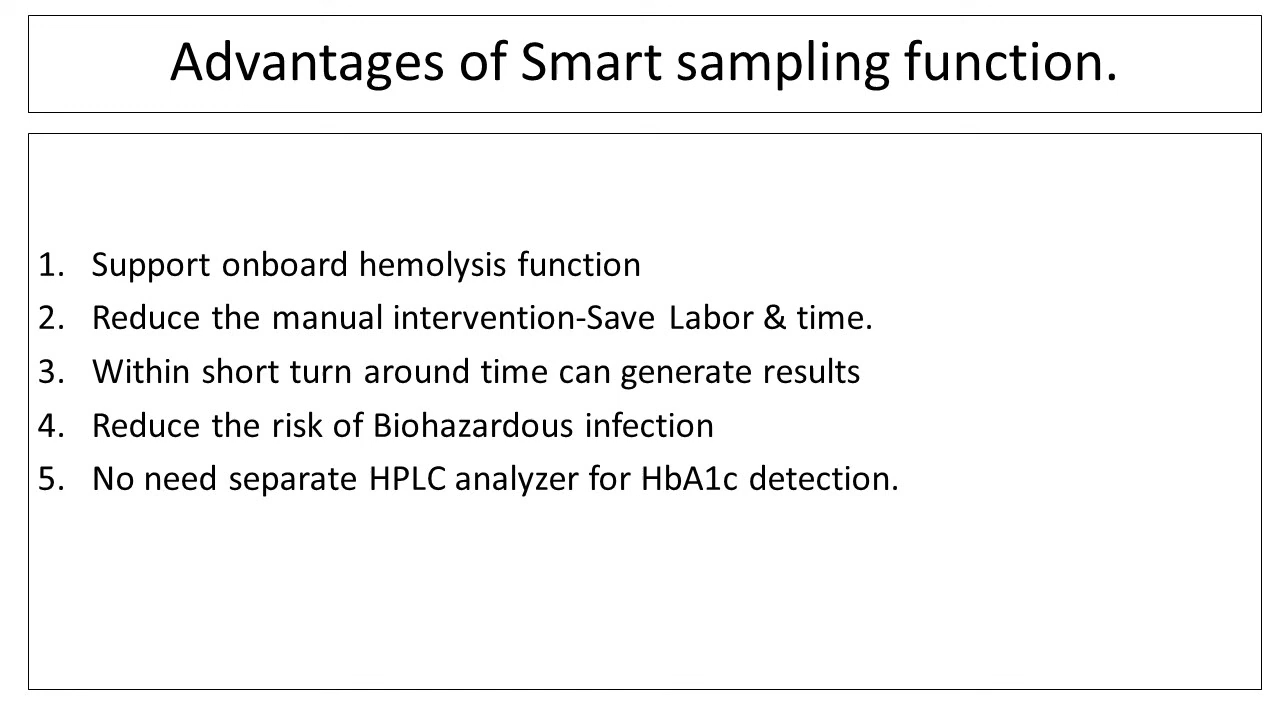 Advantages of Smart sampling function.
1. Support onboard hemolysis function
2. Reduce the manual intervention-Save Labor & time.
3. Within short turn around time can generate results
4. Reduce the risk of Biohazardous infection
5. No need separate HPLC analyzer for HbA1c detection.